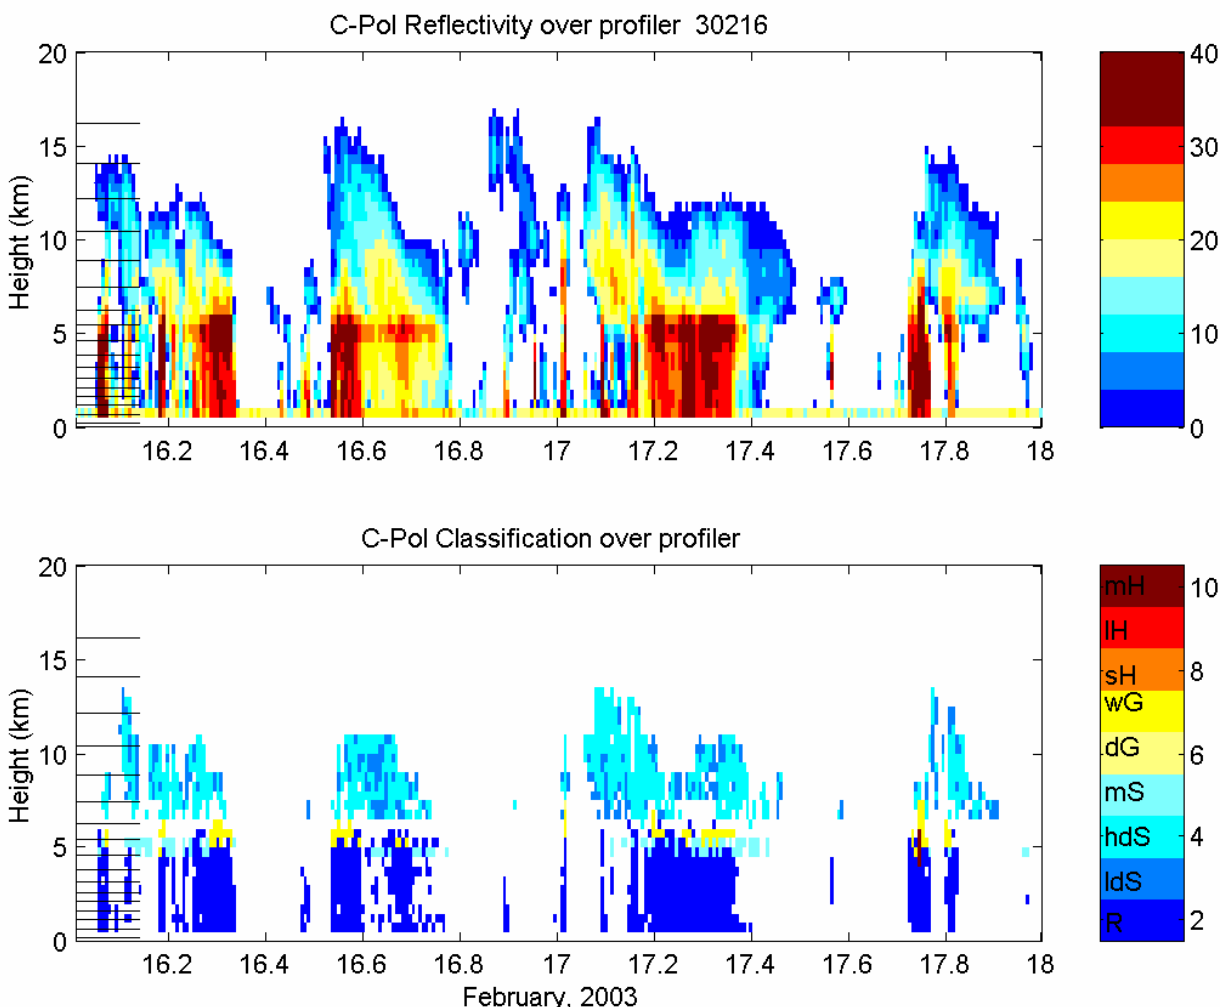 C-Pol Reflectivity over profiler 30216
20
15
10
5
0
Height (km)
16.2 16.4 16.6 16.8 17 17.2 17.4 17.6 17.8 18
40
30
20
10
0
C-Pol Classification over profiler
20
15
10
5
0
Height (km)
16.2 16.4 16.6 16.8 17 17.2 17.4 17.6 17.8 18
February, 2003
mH 10
lH
sH 8
wG
dG 6
mS
hdS 4
ldS
R 2